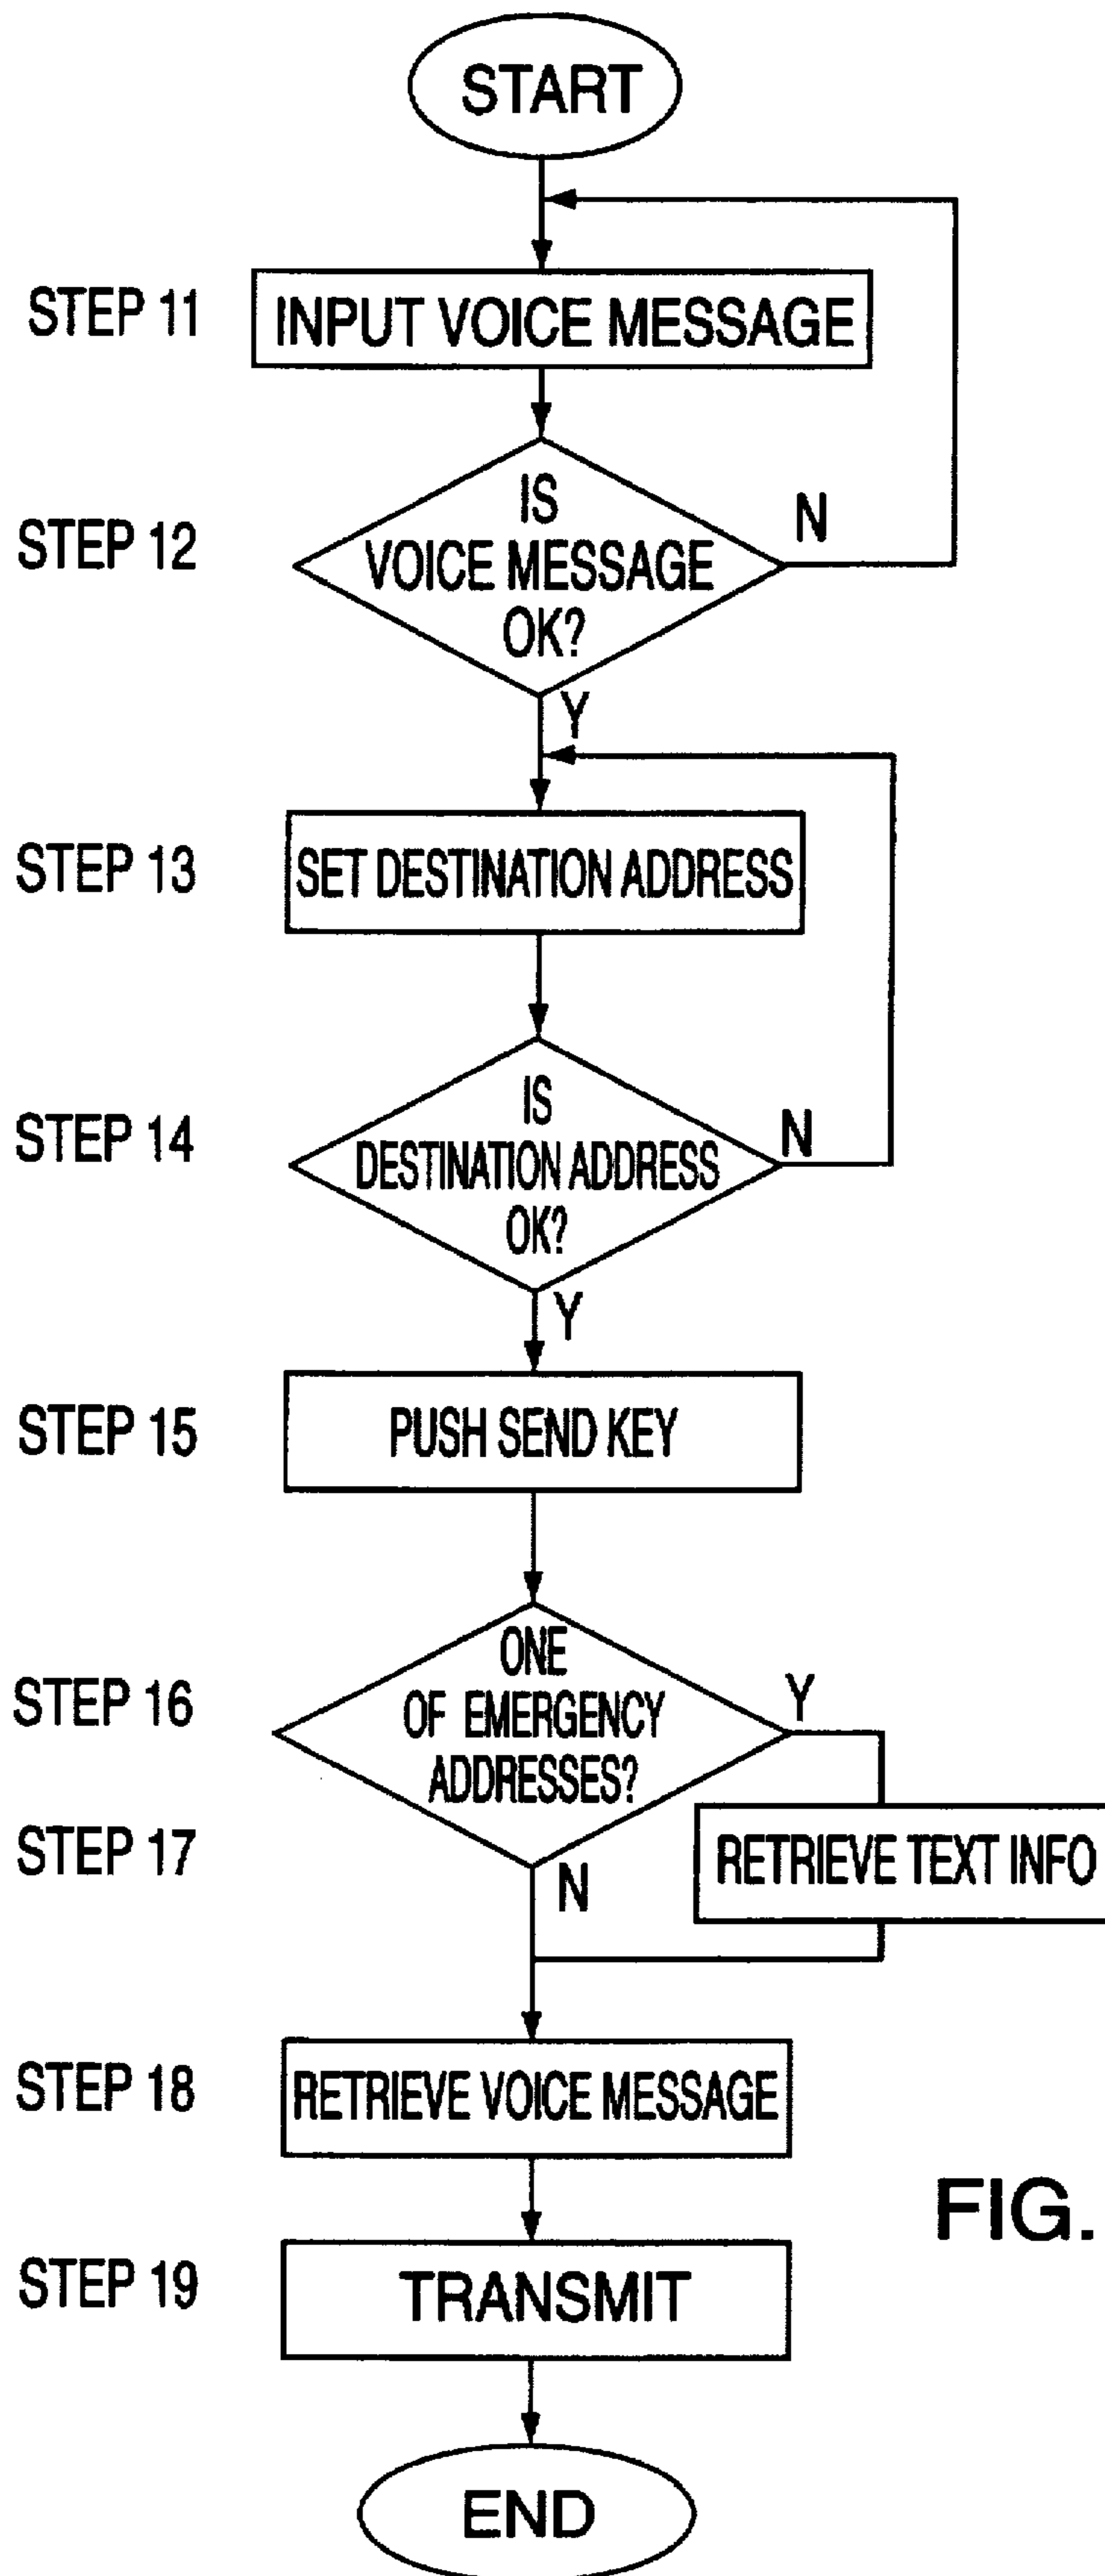 START
STEP 11
INPUT VOICE MESSAGE
STEP 12
IS
VOICE MESSAGE
OK?
N
Y
STEP 13
SET DESTINATION ADDRESS
STEP 14
IS
DESTINATION ADDRESS
OK?
N
Y
STEP 15
PUSH SEND KEY
STEP 16
ONE
OF EMERGENCY
ADDRESSES?
Y
N
STEP 17
RETRIEVE TEXT INFO
STEP 18
RETRIEVE VOICE MESSAGE
FIG.
STEP 19
TRANSMIT
END